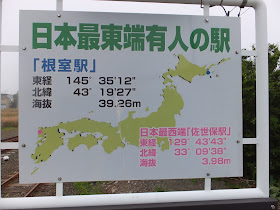 日本最東端有人の駅
「根室駅」
東経 145° 35'12"
北緯 43° 19'27"
海抜 39.26m
日本最西端「佐世保駅」
東経 129° 43'43"
北緯 33° 09'38"
海抜 3.98m